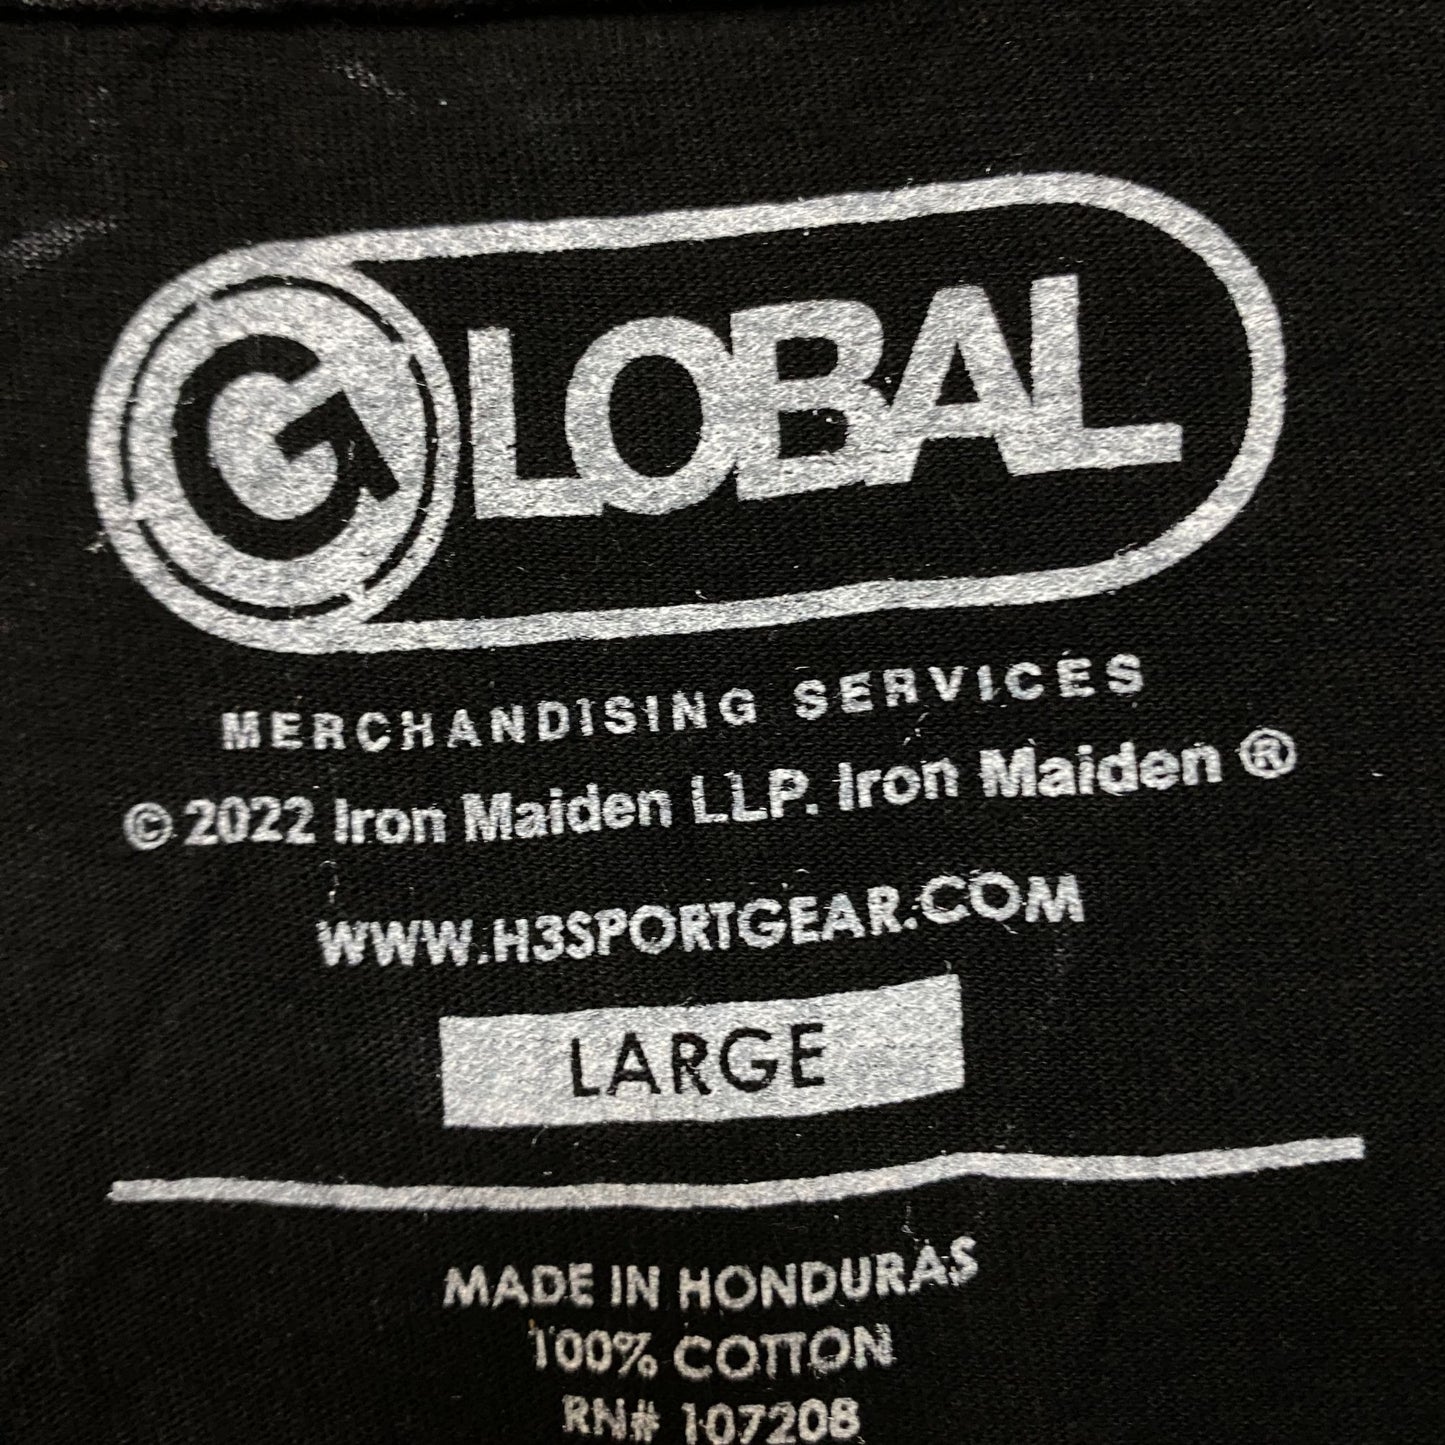 GLOBAL
MERCHANDISING SERVICES
© 2022 Iron Maiden LLP. Iron Maiden ®
WWW.H3SPORTGEAR.COM
LARGE
MADE IN HONDURAS
100% COTTON
RN# 107208